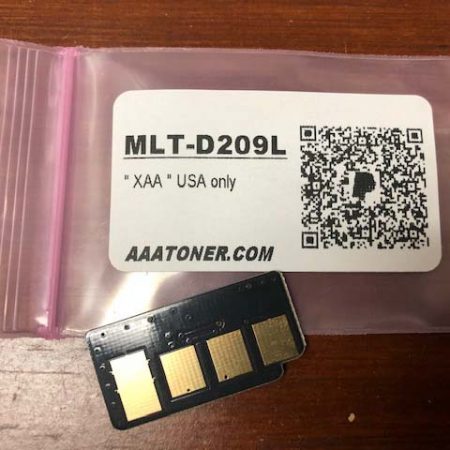 MLT-D209L
" XAA " USA only
AAATONER.COM